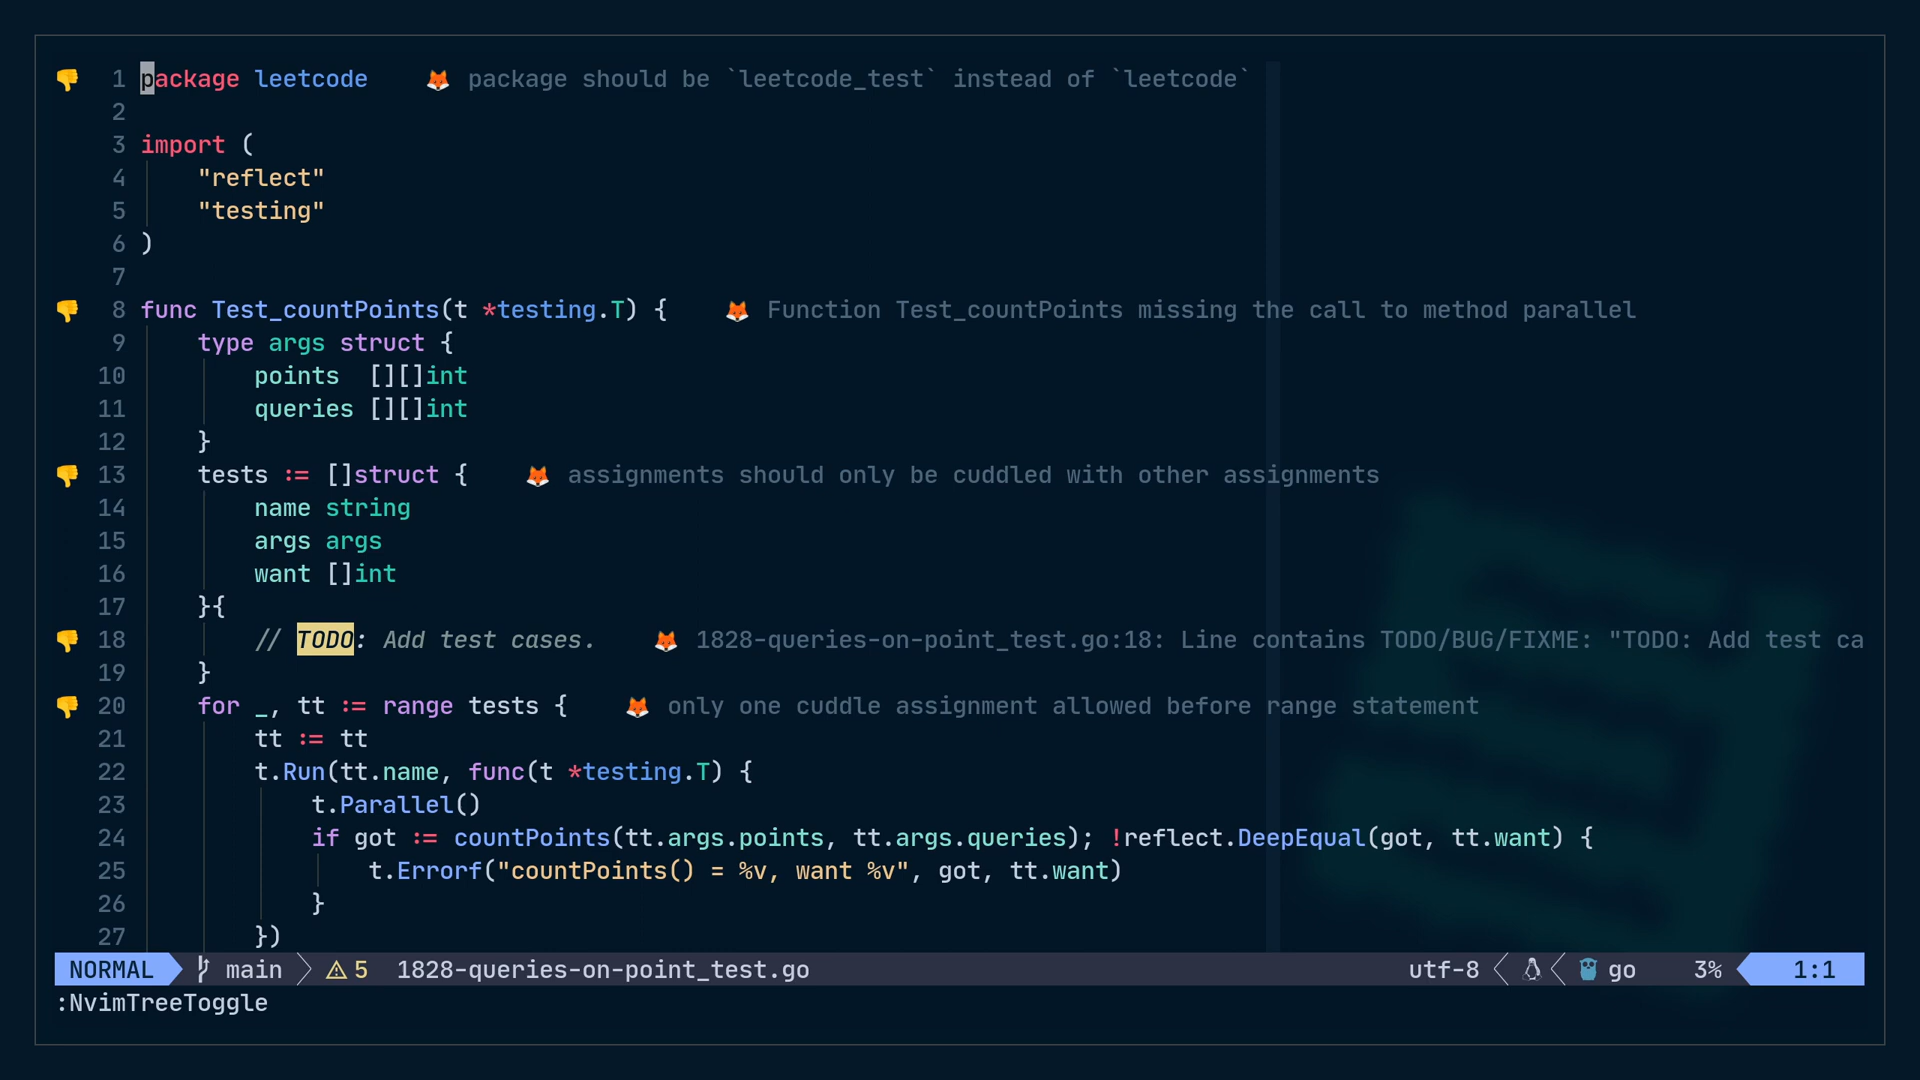 1 package leetcode package should be `leetcode_test` instead of `leetcode`
2
3 import (
4 "reflect"
5 "testing"
6 )
7
8 func Test_countPoints(t *testing.T) { Function Test_countPoints missing the call to method parallel
9 type args struct {
10 points [][]int
11 queries [][]int
12 }
13 tests := []struct { assignments should only be cuddled with other assignments
14 name string
15 args args
16 want []int
17 }{
18 // TODO: Add test cases. 1828-queries-on-point_test.go:18: Line contains TODO/BUG/FIXME: "TODO: Add test ca
19 }
20 for _, tt := range tests { only one cuddle assignment allowed before range statement
21 tt := tt
22 t.Run(tt.name, func(t *testing.T) {
23 t.Parallel()
24 if got := countPoints(tt.args.points, tt.args.queries); !reflect.DeepEqual(got, tt.want) {
25 t.Errorf("countPoints() = %v, want %v", got, tt.want)
26 }
27 })
NORMAL main 5 1828-queries-on-point_test.go utf-8 go 3% 1:1
:NvimTreeToggle